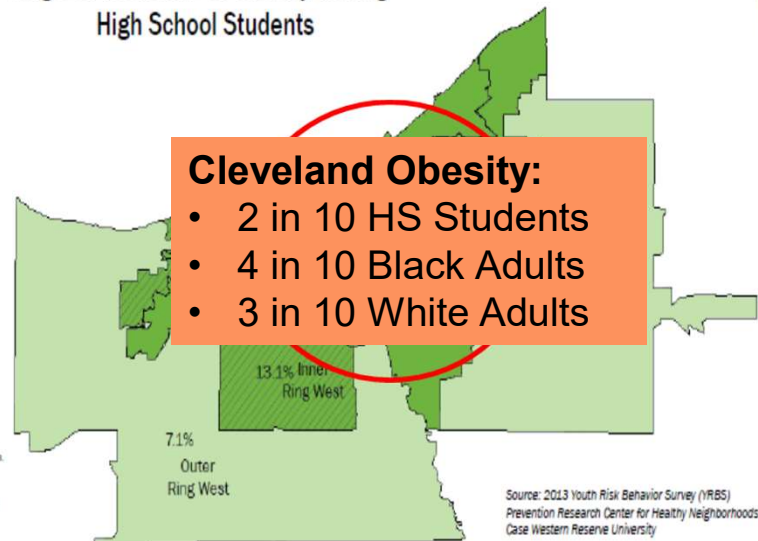 High School Students
Cleveland Obesity:
• 2 in 10 HS Students
• 4 in 10 Black Adults
• 3 in 10 White Adults
13.1% Inner
Ring West
7.1%
Outer
Ring West
Source: 2013 Youth Risk Behavior Survey (YRBS)
Prevention Research Center for Healthy Neighborhoods
Case Western Reserve University